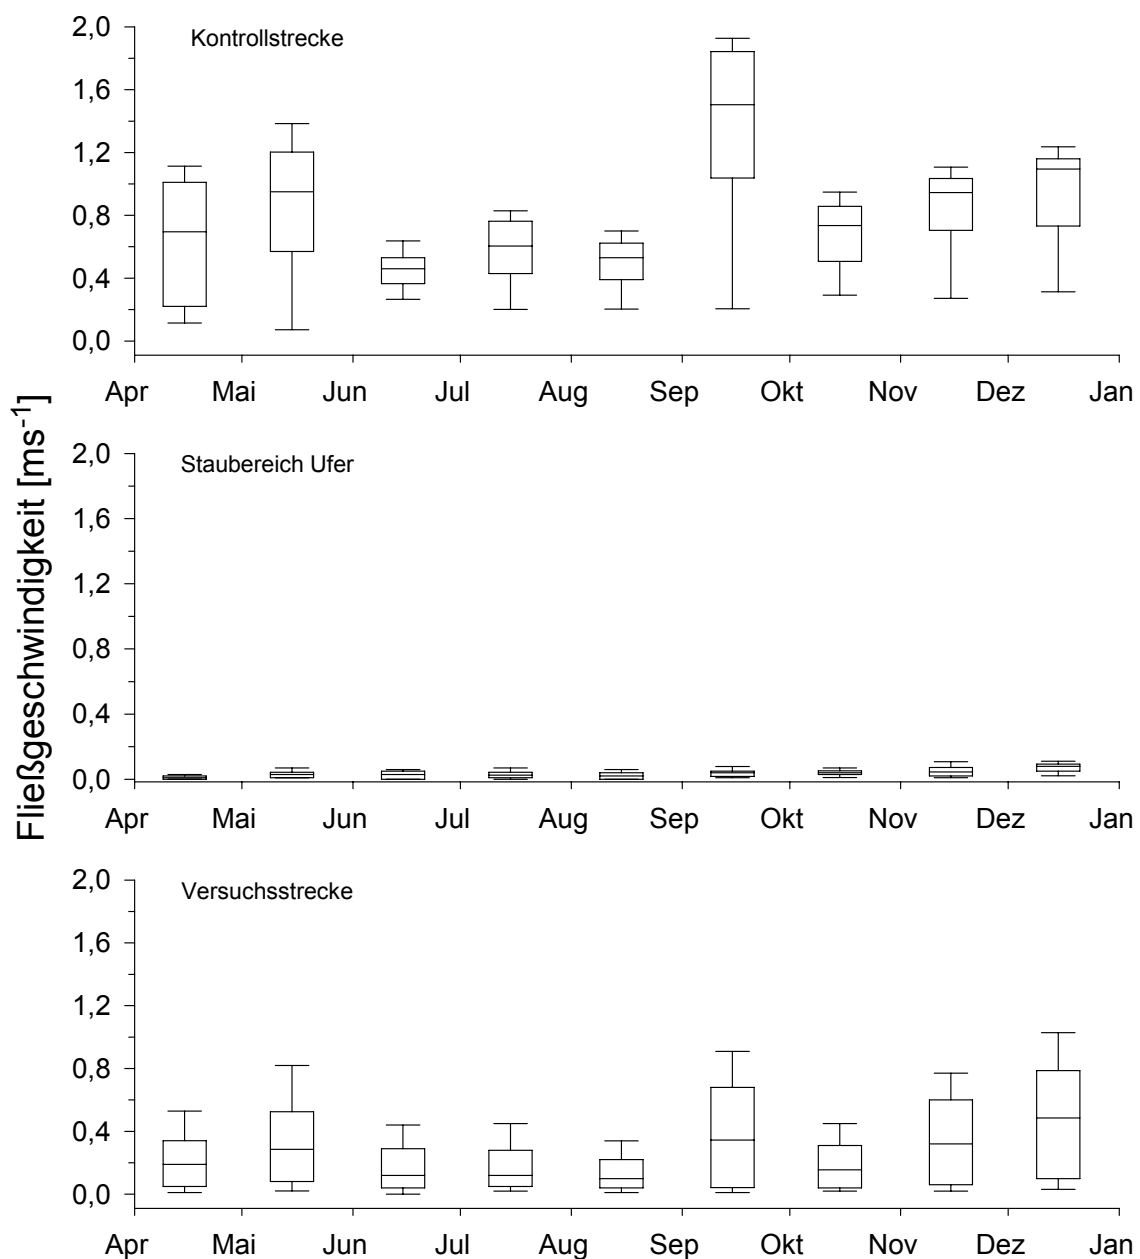 Fließgeschwindigkeit [ms⁻¹]
Kontrollstrecke
2,0
1,6
1,2
0,8
0,4
0,0
Apr Mai Jun Jul Aug Sep Okt Nov Dez Jan
Staubereich Ufer
2,0
1,6
1,2
0,8
0,4
0,0
Apr Mai Jun Jul Aug Sep Okt Nov Dez Jan
Versuchsstrecke
2,0
1,6
1,2
0,8
0,4
0,0
Apr Mai Jun Jul Aug Sep Okt Nov Dez Jan